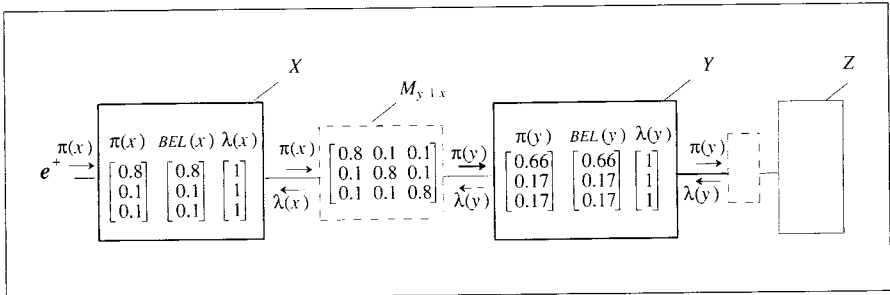 X
M_{y|x}
Y
Z
e⁺
π(x)
π(x) BEL(x) λ(x)
[0.8 0.1 0.1] [0.8 0.1 0.1] [1 1 1]
π(x)
λ(x)
0.8 0.1 0.1
0.1 0.8 0.1
0.1 0.1 0.8
π(y)
λ(y)
π(y) BEL(y) λ(y)
[0.66 0.17 0.17] [0.66 0.17 0.17] [1 1 1]
π(y)
λ(y)